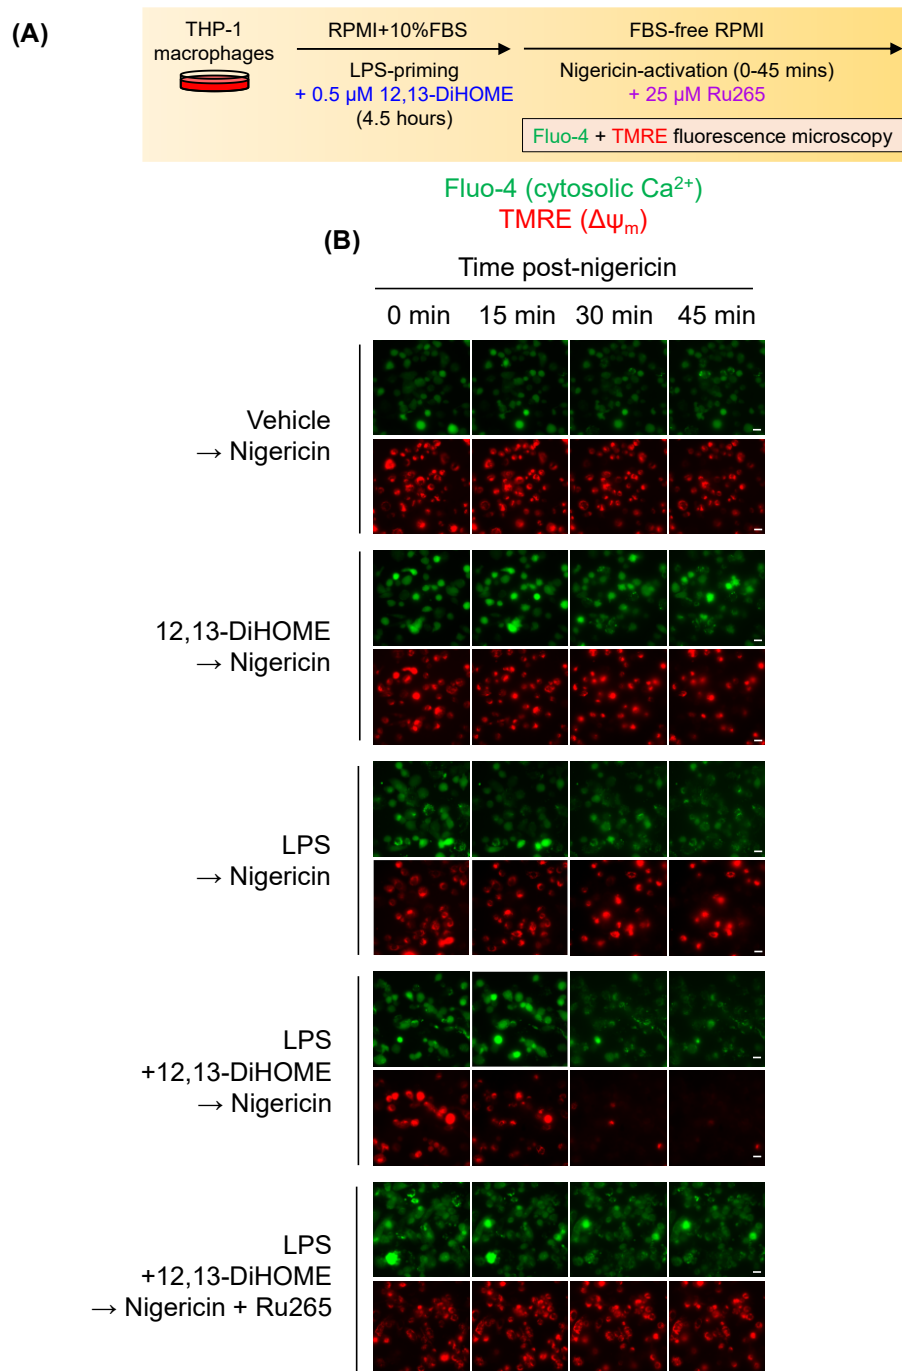 (A)
THP-1
macrophages
RPMI+10%FBS
LPS-priming
+ 0.5 µM 12,13-DiHOME
(4.5 hours)
FBS-free RPMI
Nigericin-activation (0-45 mins)
+ 25 µM Ru265
Fluo-4 + TMRE fluorescence microscopy
Fluo-4 (cytosolic Ca²⁺)
TMRE (Δψₘ)
(B)
Time post-nigericin
0 min 15 min 30 min 45 min
Vehicle
→ Nigericin
12,13-DiHOME
→ Nigericin
LPS
→ Nigericin
LPS
+12,13-DiHOME
→ Nigericin
LPS
+12,13-DiHOME
→ Nigericin + Ru265